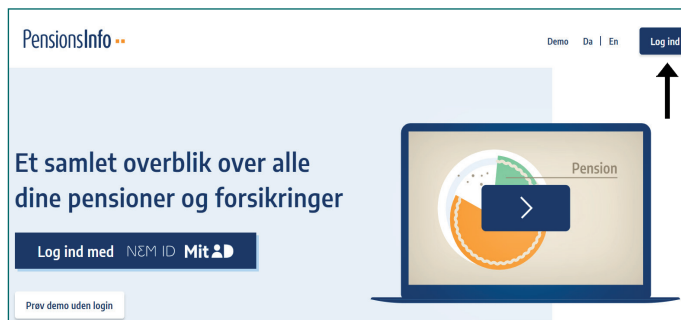 PensionsInfo
Demo Da | En Log ind
Et samlet overblik over alle
dine pensioner og forsikringer
Pension
Log ind med NEM ID MitID
Prøv demo uden login